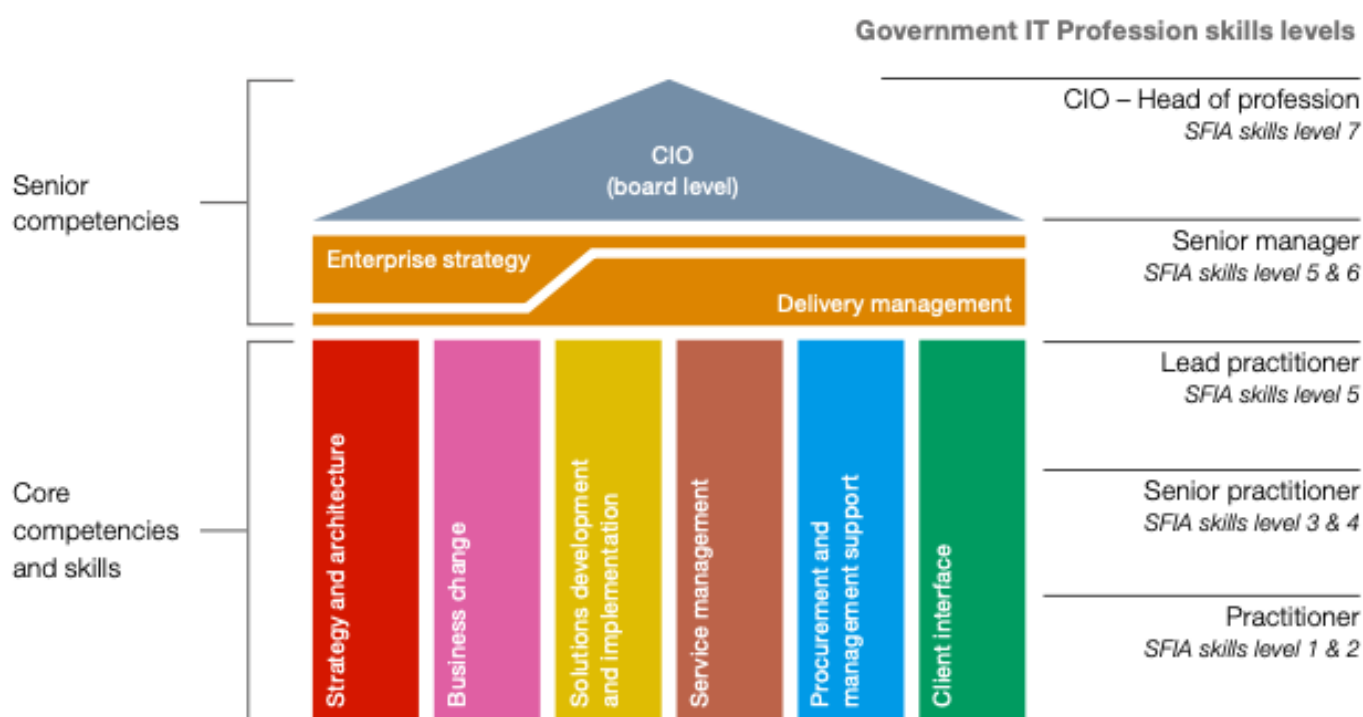 Government IT Profession skills levels
CIO – Head of profession
SFIA skills level 7
CIO
(board level)
Senior
competencies
Senior manager
SFIA skills level 5 & 6
Enterprise strategy
Delivery management
Lead practitioner
SFIA skills level 5
Core
competencies
and skills
Senior practitioner
SFIA skills level 3 & 4
Practitioner
SFIA skills level 1 & 2
Strategy and architecture
Business change
Solutions development
and implementation
Service management
Procurement and
management support
Client interface